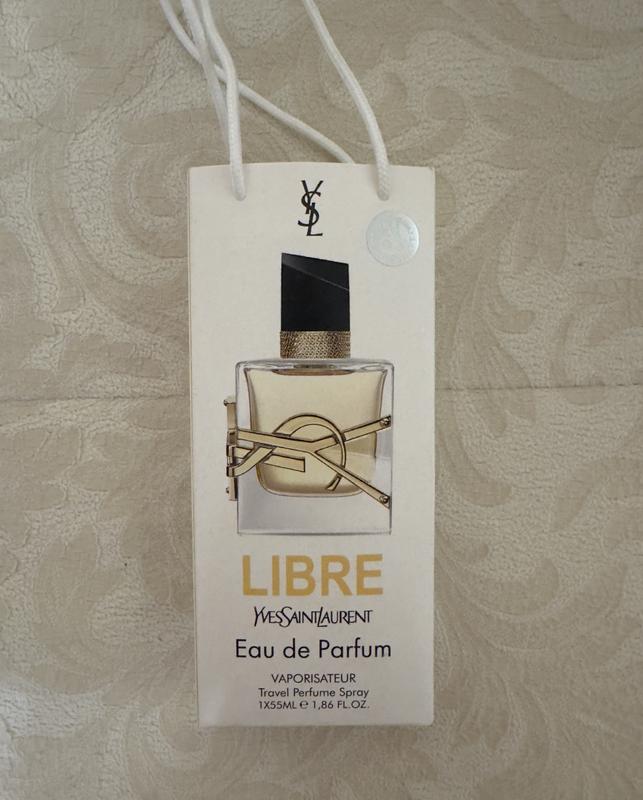 YSL
LIBRE
YVESSAINTLAURENT
Eau de Parfum
VAPORISATEUR
Travel Perfume Spray
1X55ML ℮ 1,86 FL.OZ.